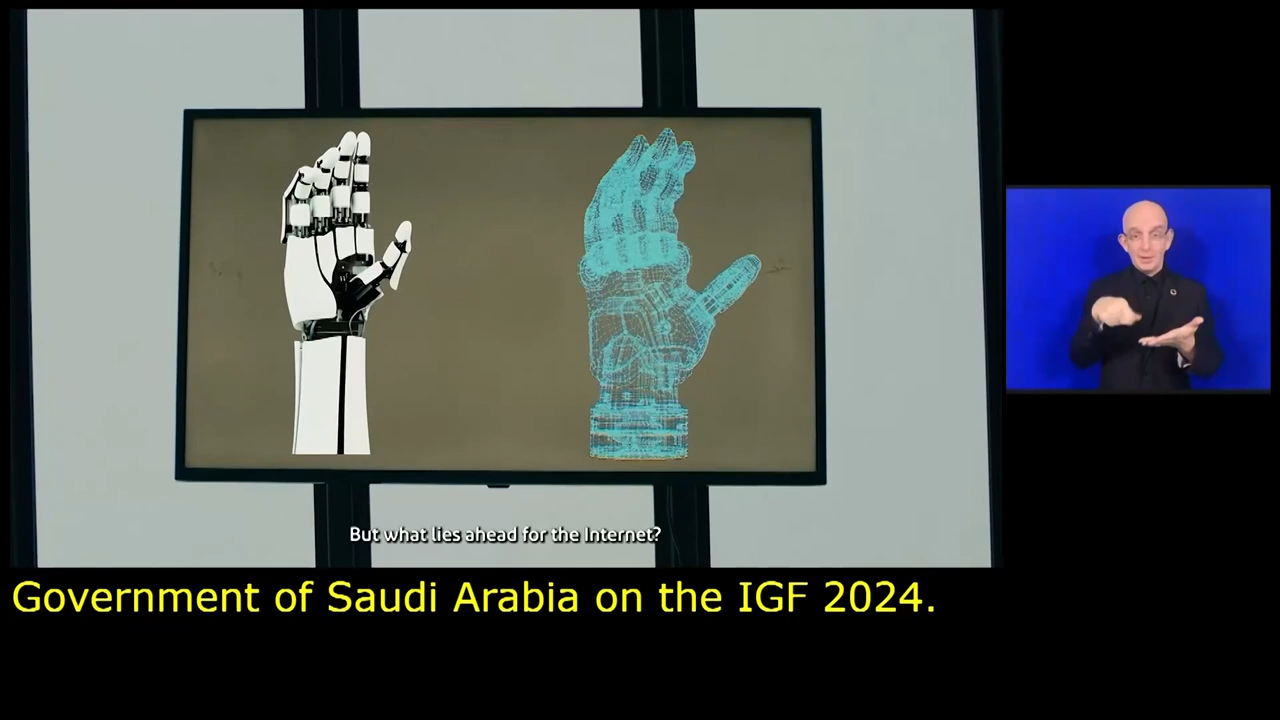 But what lies ahead for the Internet?
Government of Saudi Arabia on the IGF 2024.